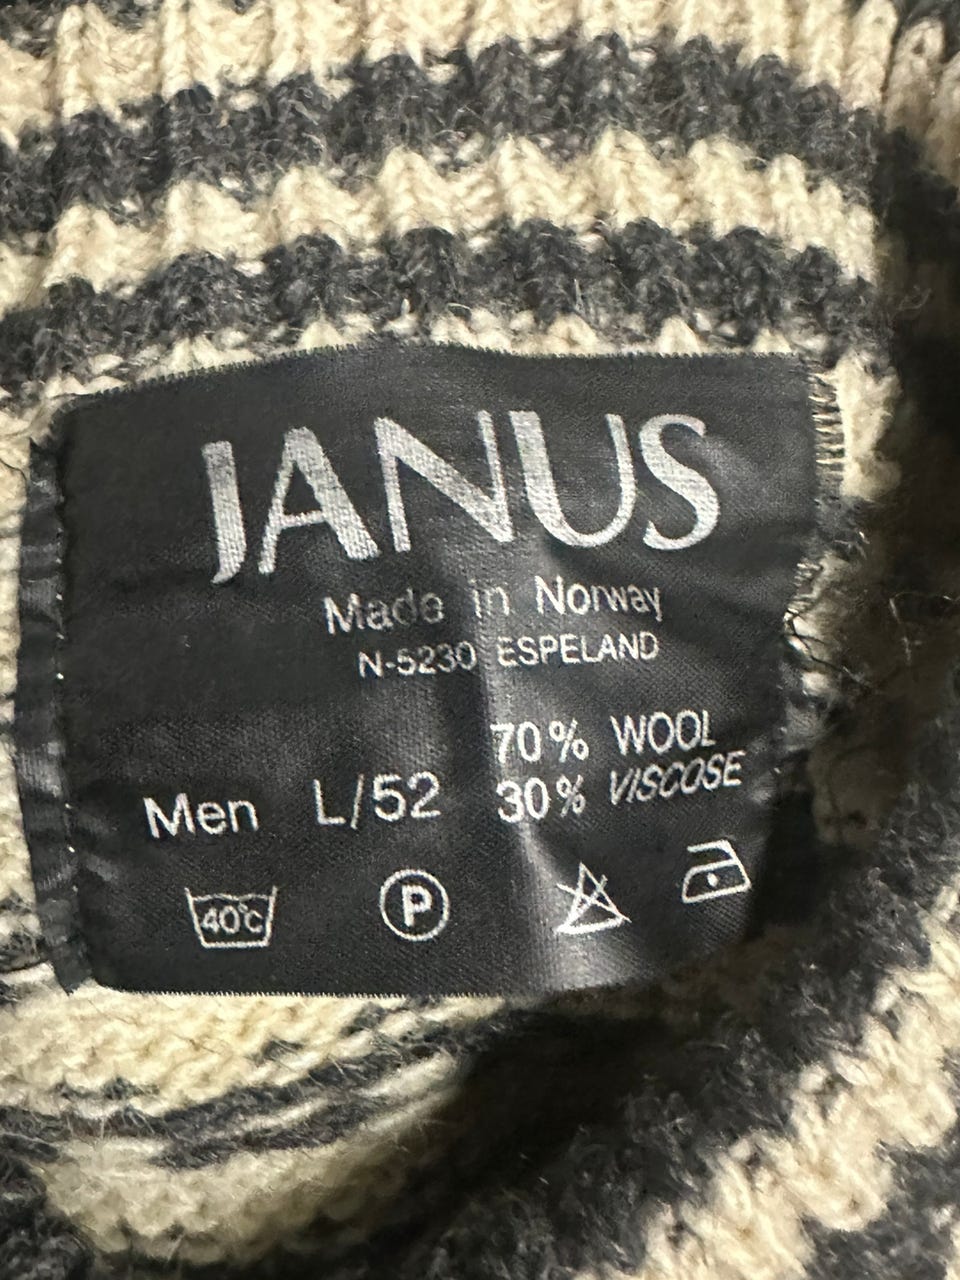 JANUS
Made in Norway
N-5230 ESPELAND
70% WOOL
30% VISCOSE
Men L/52
40°C P